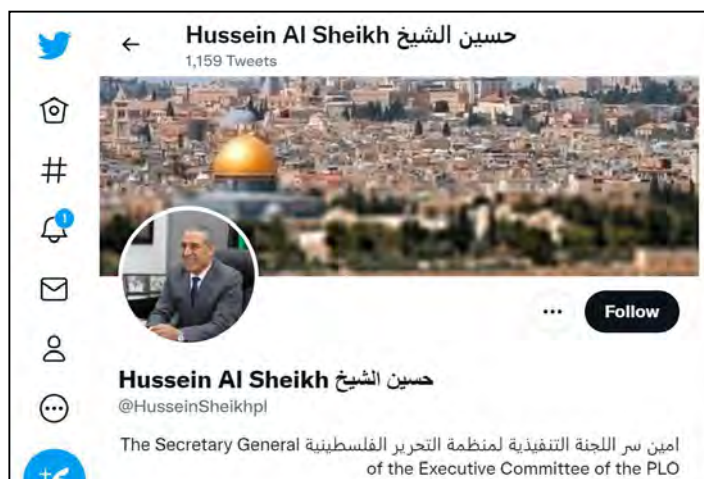 Hussein Al Sheikh حسين الشيخ
1,159 Tweets
1
Follow
Hussein Al Sheikh حسين الشيخ
@HusseinSheikhpl
امين سر اللجنة التنفيذية لمنظمة التحرير الفلسطينية The Secretary General
of the Executive Committee of the PLO